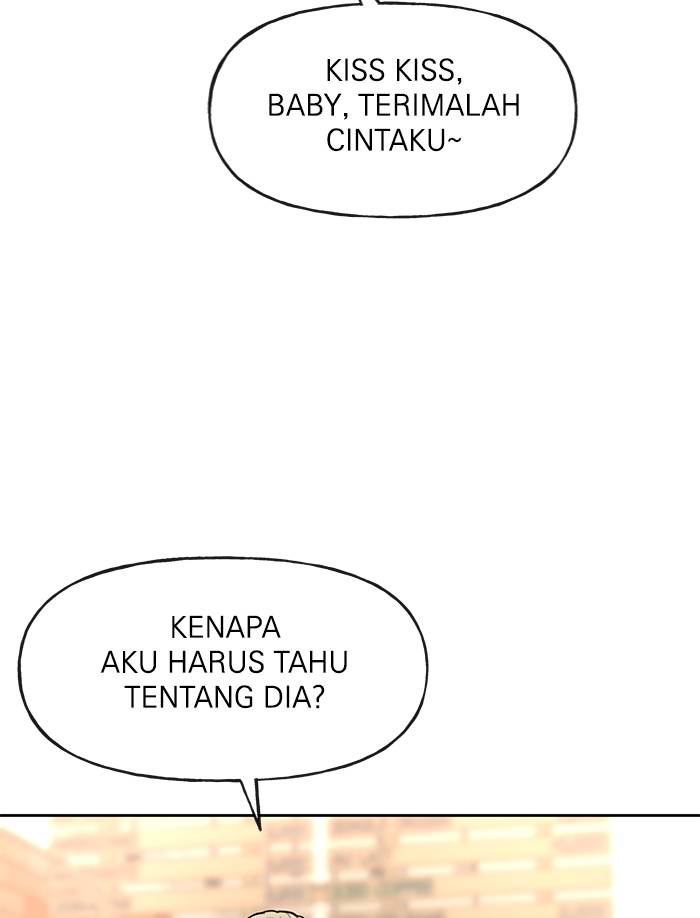 KISS KISS,
BABY, TERIMALAH
CINTAKU~
KENAPA
AKU HARUS TAHU
TENTANG DIA?